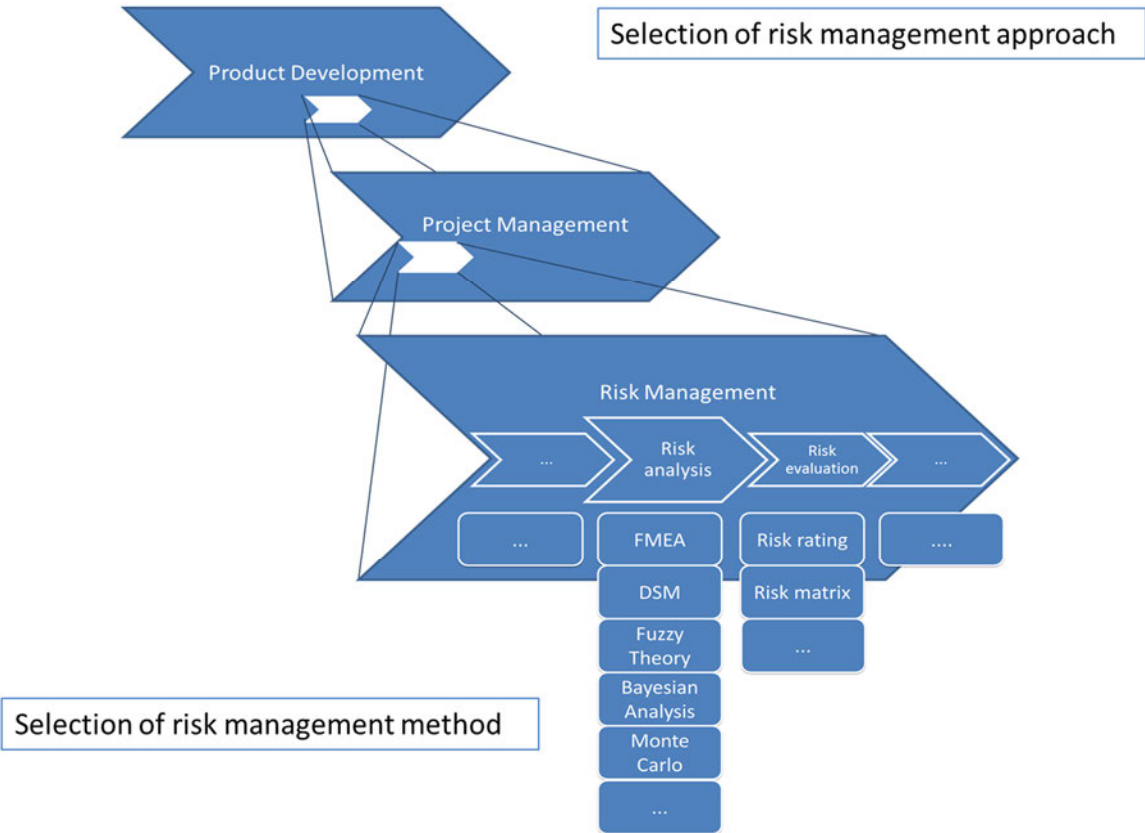 Selection of risk management approach
Product Development
Project Management
Risk Management
...
Risk
analysis
Risk
evaluation
...
...
FMEA
Risk rating
....
DSM
Risk matrix
Fuzzy
Theory
...
Bayesian
Analysis
Selection of risk management method
Monte
Carlo
...